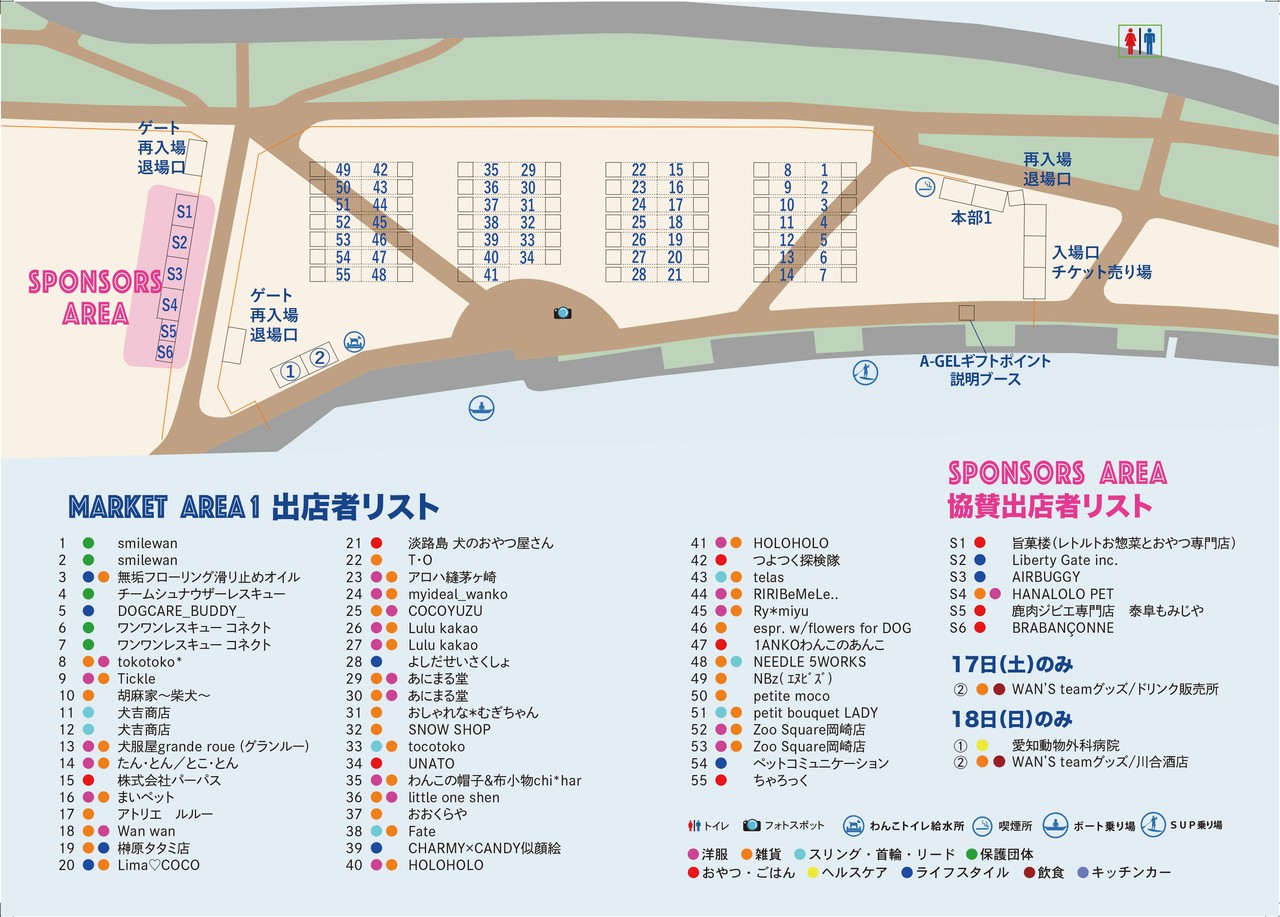 ゲート
再入場
退場口
再入場
退場口
本部1
入場口
チケット売り場
49 42 35 29 22 15 8 1
50 43 36 30 23 16 9 2
51 44 37 31 24 17 10 3
52 45 38 32 25 18 11 4
53 46 39 33 26 19 12 5
54 47 40 34 27 20 13 6
55 48 41 28 21 14 7
S1
S2
S3
S4
S5
S6
SPONSORS
AREA
ゲート
再入場
退場口
① ②
A-GELギフトポイント
説明ブース
MARKET AREA1 出店者リスト
1 smilewan
2 smilewan
3 無垢フローリング滑り止めオイル
4 チームシュナウザーレスキュー
5 DOGCARE_BUDDY_
6 ワンワンレスキュー コネクト
7 ワンワンレスキュー コネクト
8 tokotoko*
9 Tickle
10 胡麻家～柴犬～
11 犬吉商店
12 犬吉商店
13 犬服屋grande roue (グランルー)
14 たん・とん／とこ・とん
15 株式会社パーパス
16 まいペット
17 アトリエ ルルー
18 Wan wan
19 榊原タタミ店
20 Lima♡COCO
21 淡路島 犬のおやつ屋さん
22 T・O
23 アロハ縫茅ヶ崎
24 myideal_wanko
25 COCOYUZU
26 Lulu kakao
27 Lulu kakao
28 よしだせいさくしょ
29 あにまる堂
30 あにまる堂
31 おしゃれな*むぎちゃん
32 SNOW SHOP
33 tocotoko
34 UNATO
35 わんこの帽子&布小物chi*har
36 little one shen
37 おおくらや
38 Fate
39 CHARMY×CANDY似顔絵
40 HOLOHOLO
41 HOLOHOLO
42 つよつく探検隊
43 telas
44 RIRIBeMeLe..
45 Ry*miyu
46 espr. w/flowers for DOG
47 1ANKOわんこのあんこ
48 NEEDLE 5WORKS
49 NBz( ｴﾇﾋﾞｽﾞ)
50 petite moco
51 petit bouquet LADY
52 Zoo Square岡崎店
53 Zoo Square岡崎店
54 ペットコミュニケーション
55 ちゃろっく
SPONSORS AREA
協賛出店者リスト
S1 旨菓楼（レトルトお惣菜とおやつ専門店）
S2 Liberty Gate inc.
S3 AIRBUGGY
S4 HANALOLO PET
S5 鹿肉ジビエ専門店 泰阜もみじや
S6 BRABANÇONNE
17日（土）のみ
② WAN'S teamグッズ/ドリンク販売所
18日（日）のみ
① 愛知動物外科病院
② WAN'S teamグッズ/川合酒店
トイレ フォトスポット わんこトイレ給水所 喫煙所 ボート乗り場 SUP乗り場
洋服 雑貨 スリング・首輪・リード 保護団体
おやつ・ごはん ヘルスケア ライフスタイル 飲食 キッチンカー